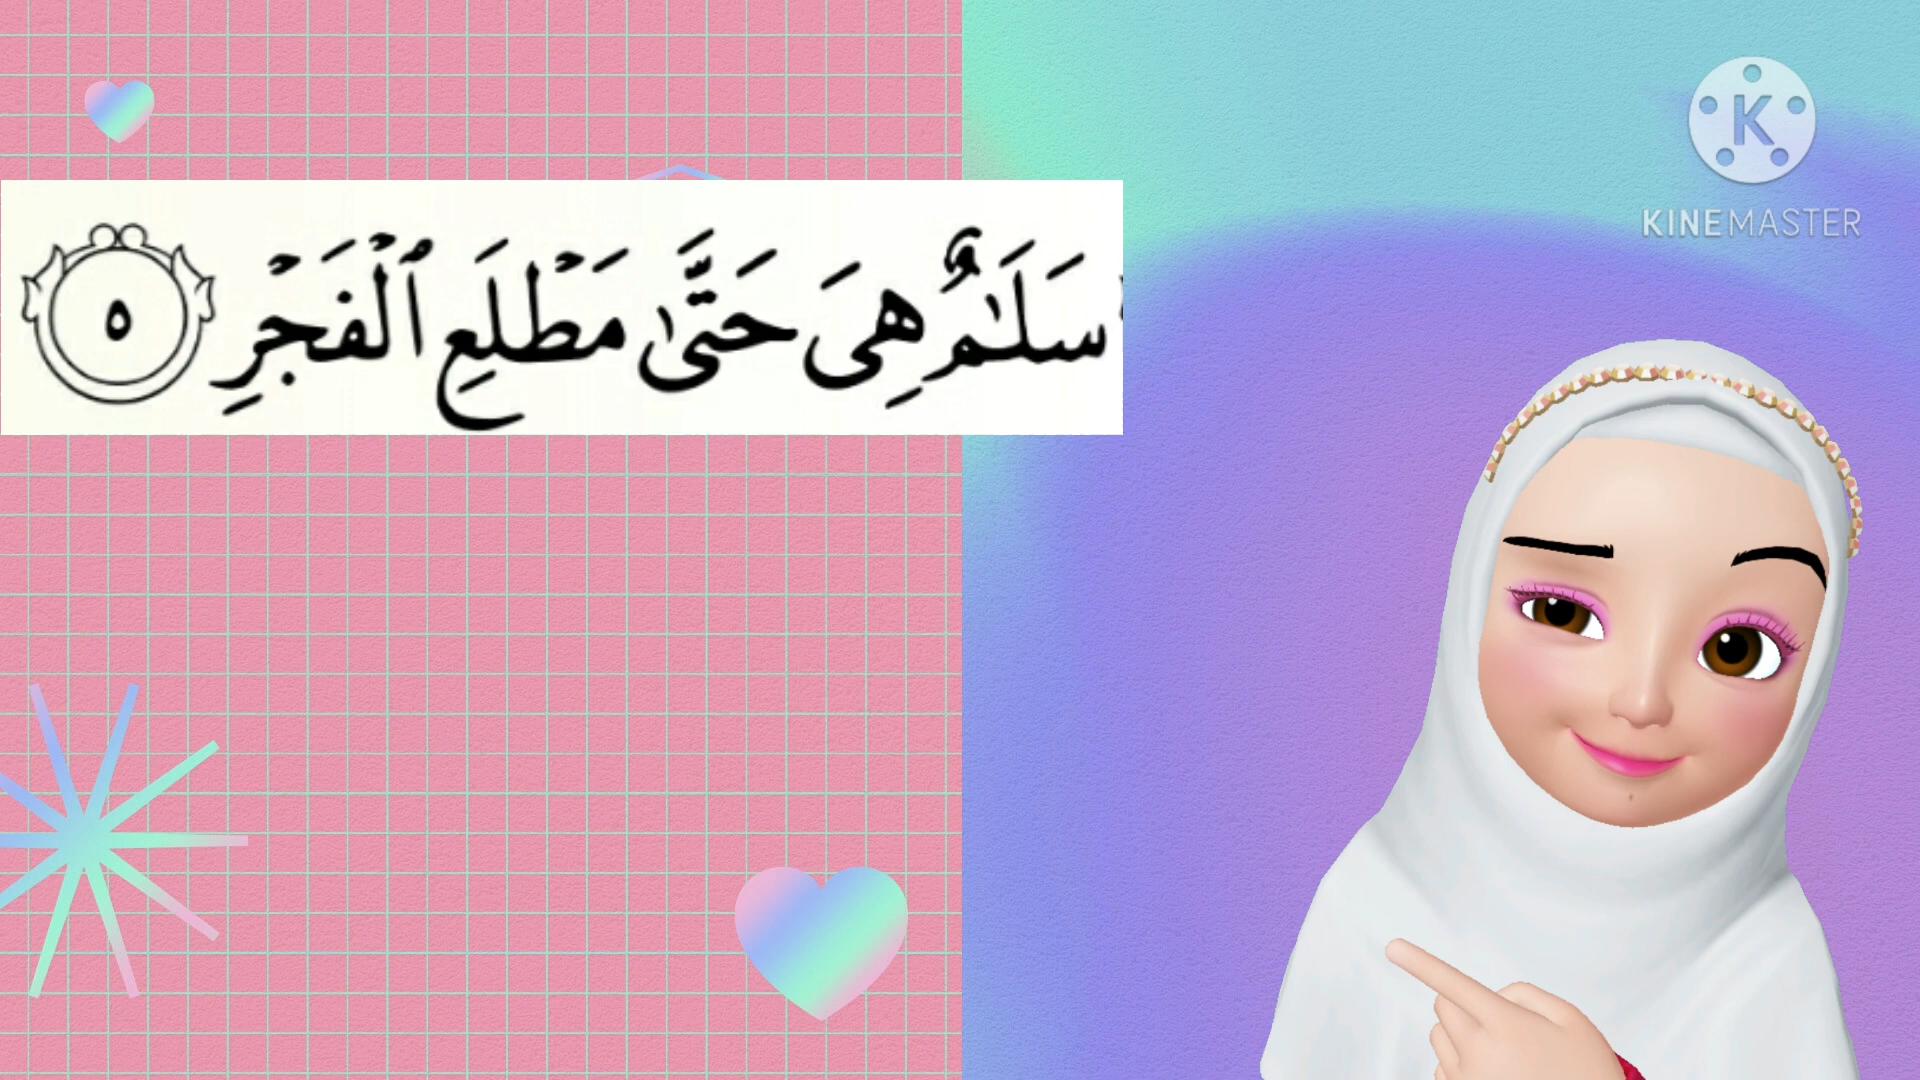 سَلَٰمٌ هِىَ حَتَّىٰ مَطْلَعِ ٱلْفَجْرِ ٥
K
KINEMASTER